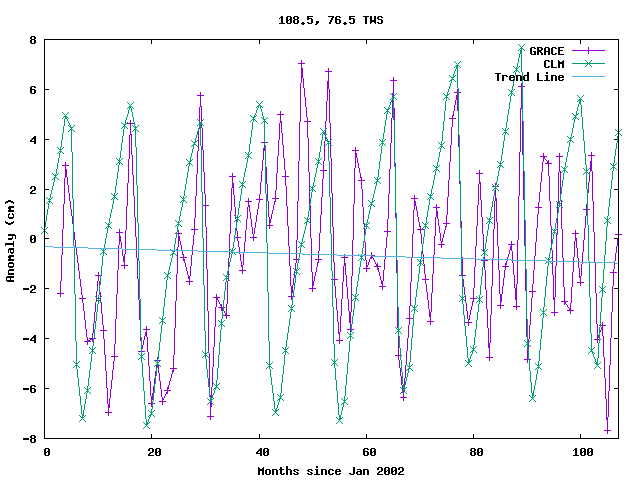 108.5, 76.5 TWS
GRACE
CLM
Trend Line
8
6
4
2
0
-2
-4
-6
-8
Anomaly (cm)
0 20 40 60 80 100
Months since Jan 2002